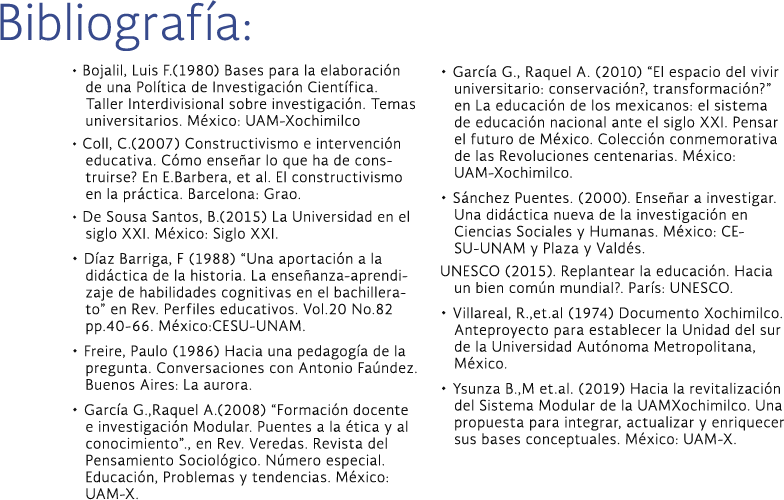 Bibliografía:
• Bojalil, Luis F.(1980) Bases para la elaboración
de una Política de Investigación Científica.
Taller Interdivisional sobre investigación. Temas
universitarios. México: UAM-Xochimilco
• Coll, C.(2007) Constructivismo e intervención
educativa. Cómo enseñar lo que ha de cons-
truirse? En E.Barbera, et al. El constructivismo
en la práctica. Barcelona: Grao.
• De Sousa Santos, B.(2015) La Universidad en el
siglo XXI. México: Siglo XXI.
• Díaz Barriga, F (1988) “Una aportación a la
didáctica de la historia. La enseñanza-aprendi-
zaje de habilidades cognitivas en el bachillera-
to” en Rev. Perfiles educativos. Vol.20 No.82
pp.40-66. México:CESU-UNAM.
• Freire, Paulo (1986) Hacia una pedagogía de la
pregunta. Conversaciones con Antonio Faúndez.
Buenos Aires: La aurora.
• García G.,Raquel A.(2008) “Formación docente
e investigación Modular. Puentes a la ética y al
conocimiento”., en Rev. Veredas. Revista del
Pensamiento Sociológico. Número especial.
Educación, Problemas y tendencias. México:
UAM-X.
• García G., Raquel A. (2010) “El espacio del vivir
universitario: conservación?, transformación?”
en La educación de los mexicanos: el sistema
de educación nacional ante el siglo XXI. Pensar
el futuro de México. Colección conmemorativa
de las Revoluciones centenarias. México:
UAM-Xochimilco.
• Sánchez Puentes. (2000). Enseñar a investigar.
Una didáctica nueva de la investigación en
Ciencias Sociales y Humanas. México: CE-
SU-UNAM y Plaza y Valdés.
UNESCO (2015). Replantear la educación. Hacia
un bien común mundial?. París: UNESCO.
• Villareal, R.,et.al (1974) Documento Xochimilco.
Anteproyecto para establecer la Unidad del sur
de la Universidad Autónoma Metropolitana,
México.
• Ysunza B.,M et.al. (2019) Hacia la revitalización
del Sistema Modular de la UAMXochimilco. Una
propuesta para integrar, actualizar y enriquecer
sus bases conceptuales. México: UAM-X.